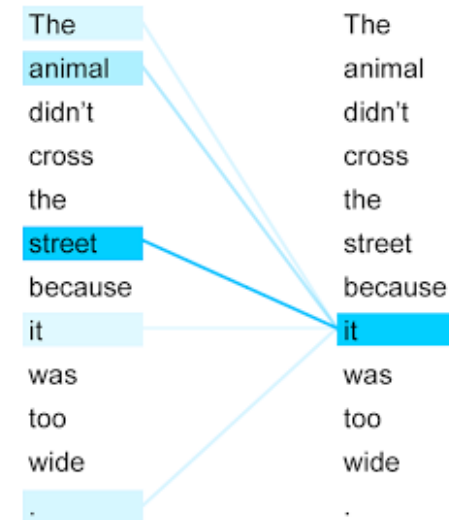 The The
animal animal
didn't didn't
cross cross
the the
street street
because because
it it
was was
too too
wide wide
. .